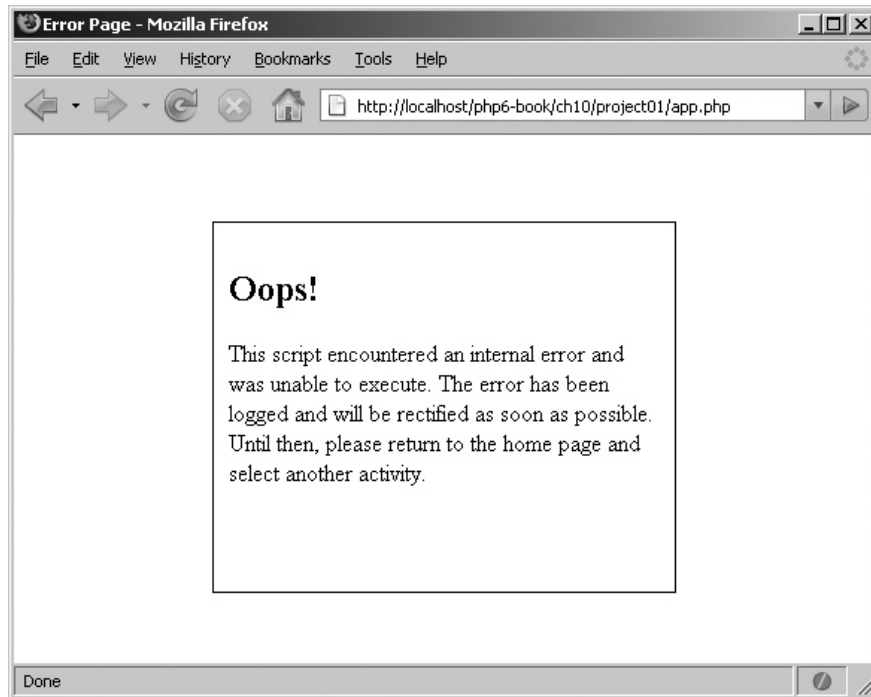 Error Page - Mozilla Firefox
File Edit View History Bookmarks Tools Help
http://localhost/php6-book/ch10/project01/app.php
Oops!
This script encountered an internal error and
was unable to execute. The error has been
logged and will be rectified as soon as possible.
Until then, please return to the home page and
select another activity.
Done